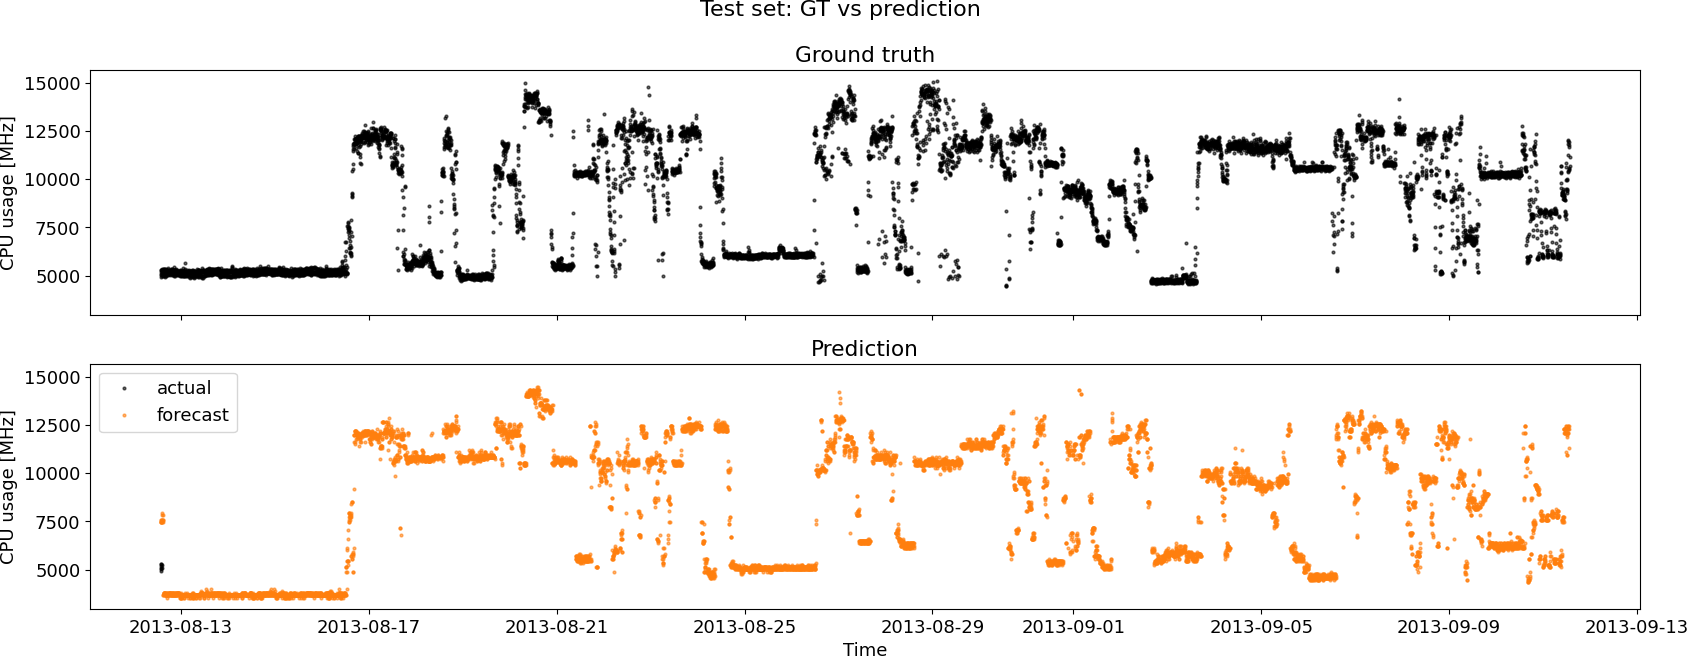 Test set: GT vs prediction
Ground truth
CPU usage [MHz]
15000
12500
10000
7500
5000
Prediction
CPU usage [MHz]
15000
12500
10000
7500
5000
actual
forecast
2013-08-13 2013-08-17 2013-08-21 2013-08-25 2013-08-29 2013-09-01 2013-09-05 2013-09-09 2013-09-13
Time